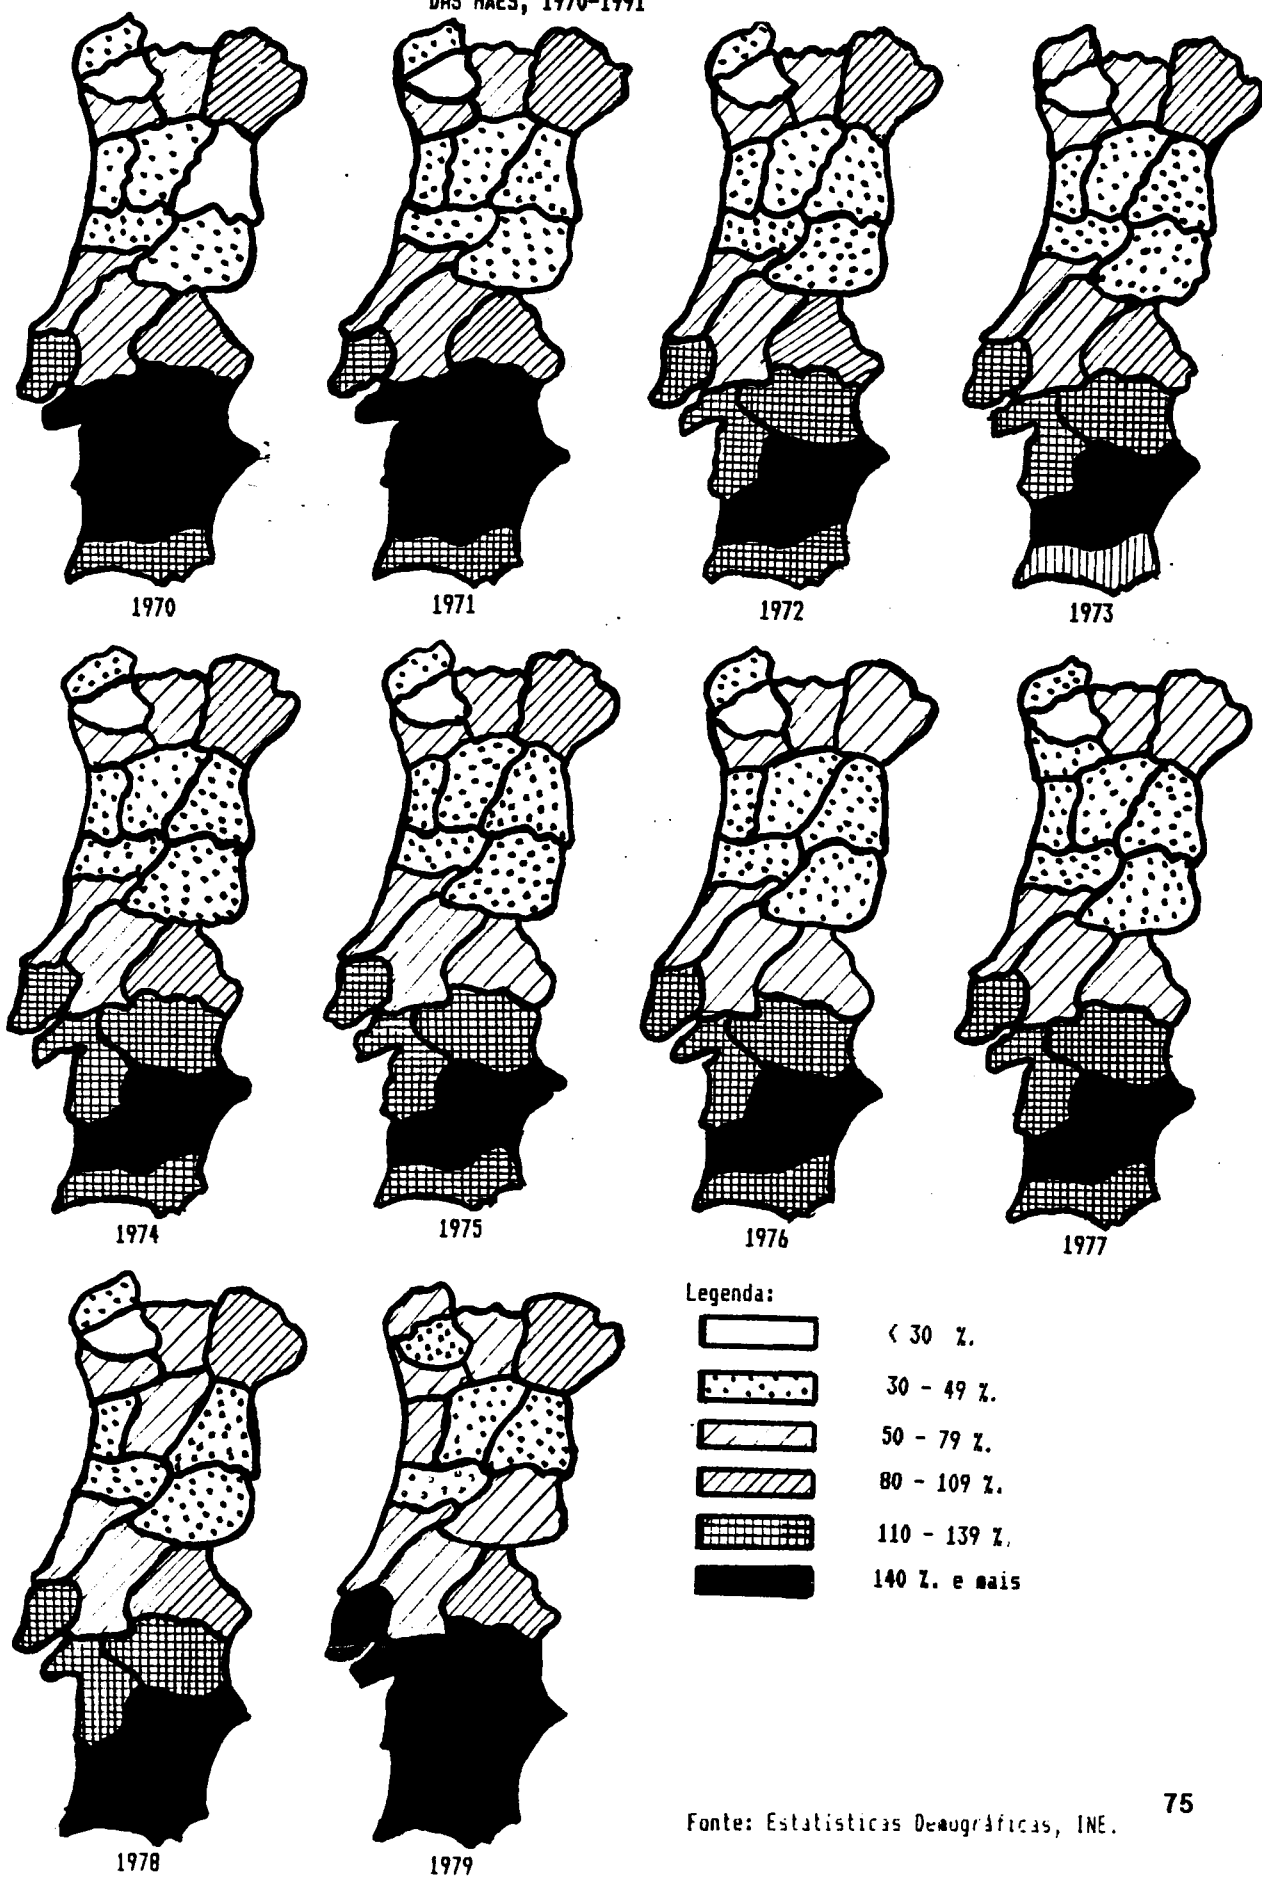 DAS MAES, 1970-1991
1970
1971
1972
1973
1974
1975
1976
1977
Legenda:
< 30 %.
30 - 49 %.
50 - 79 %.
80 - 109 %.
110 - 139 %.
140 %. e mais
1978
1979
Fonte: Estatísticas Demográficas, INE.
75